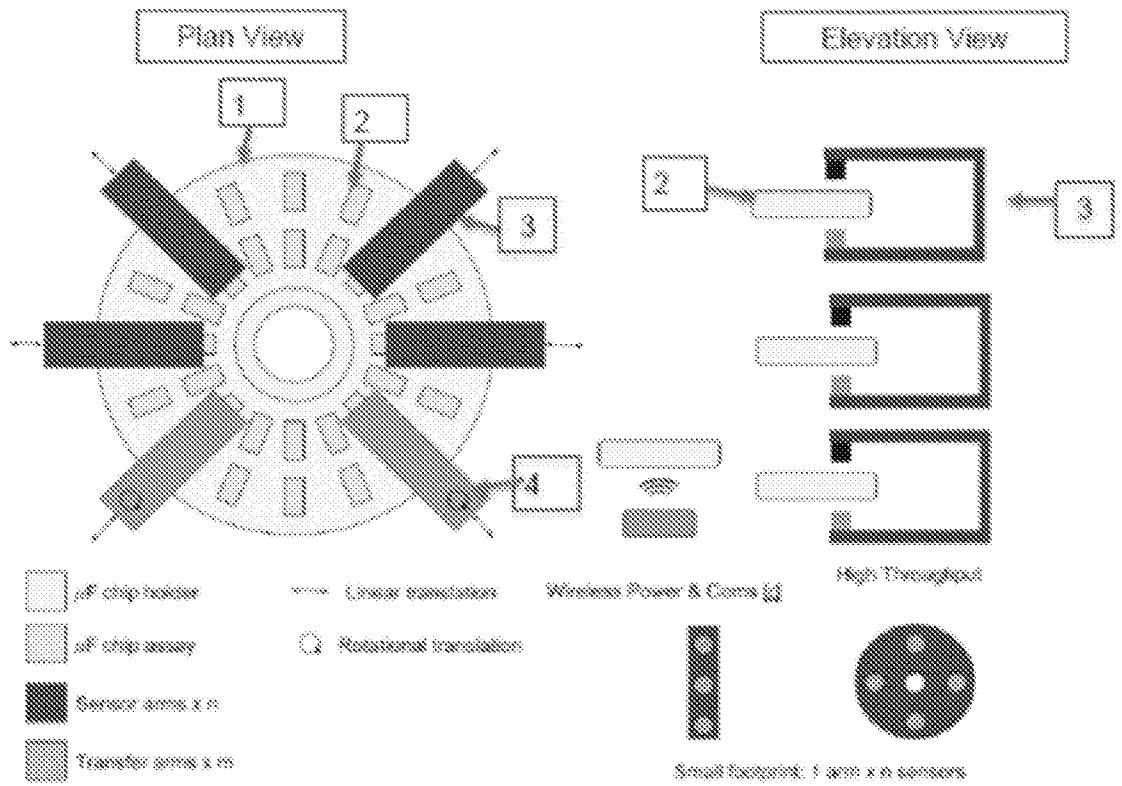 Plan View
Elevation View
1
2
3
2
3
4
High Throughput
μF chip holder
Linear translation
Wireless Power & Coms
μF chip assay
Rotational translation
Sensor arms x n
Transfer arms x m
Small footprint: 1 arm x n sensors